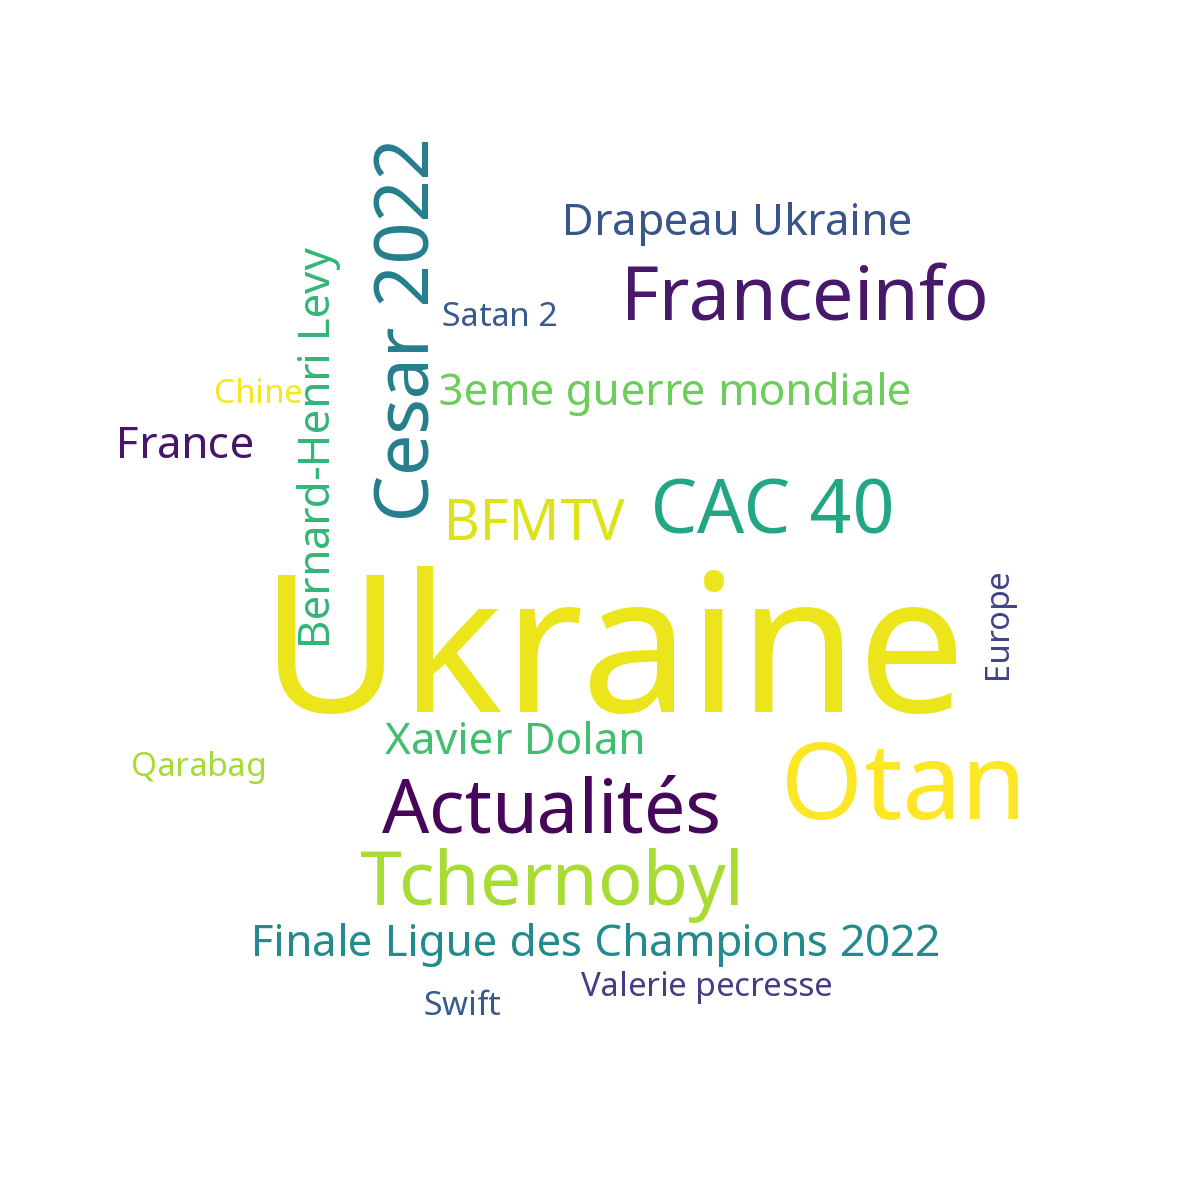 Cesar 2022
Drapeau Ukraine
Bernard-Henri Levy
Franceinfo
Satan 2
Chine
3eme guerre mondiale
France
BFMTV
CAC 40
Ukraine
Europe
Xavier Dolan
Qarabag
Otan
Actualités
Tchernobyl
Finale Ligue des Champions 2022
Valerie pecresse
Swift